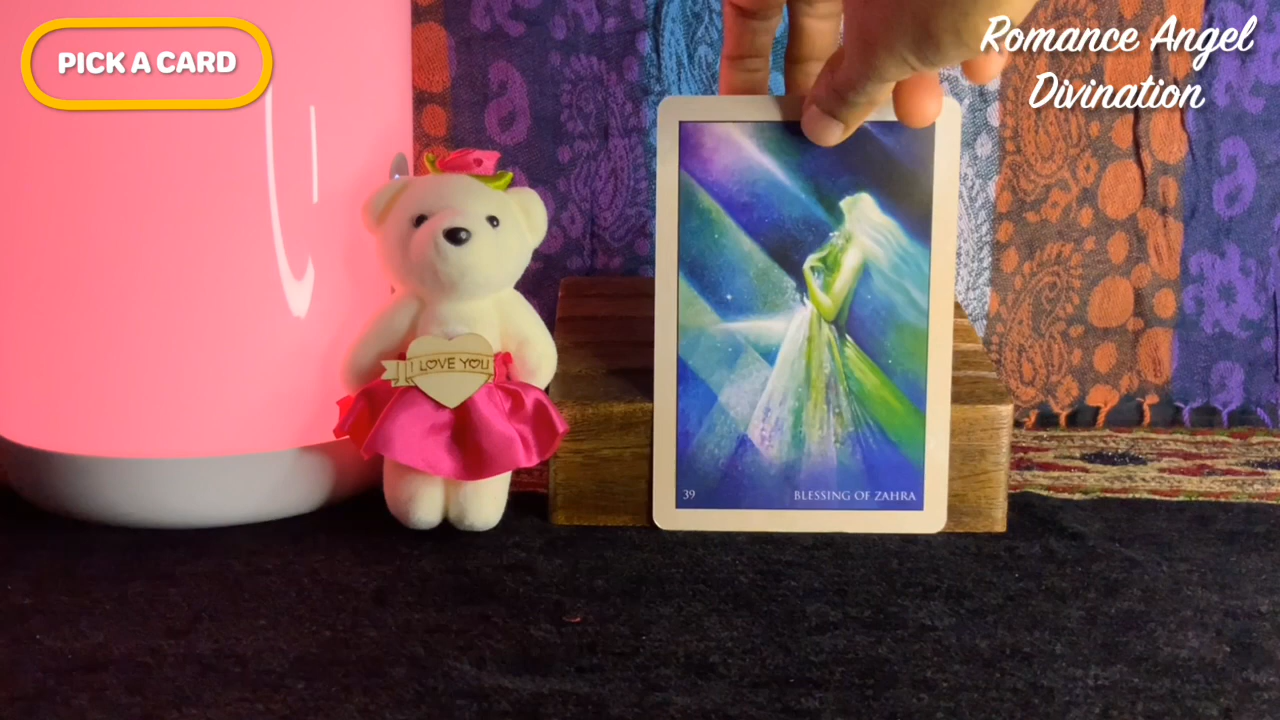 PICK A CARD
Romance Angel
Divination
I LOVE YOU
39
BLESSING OF ZAHRA